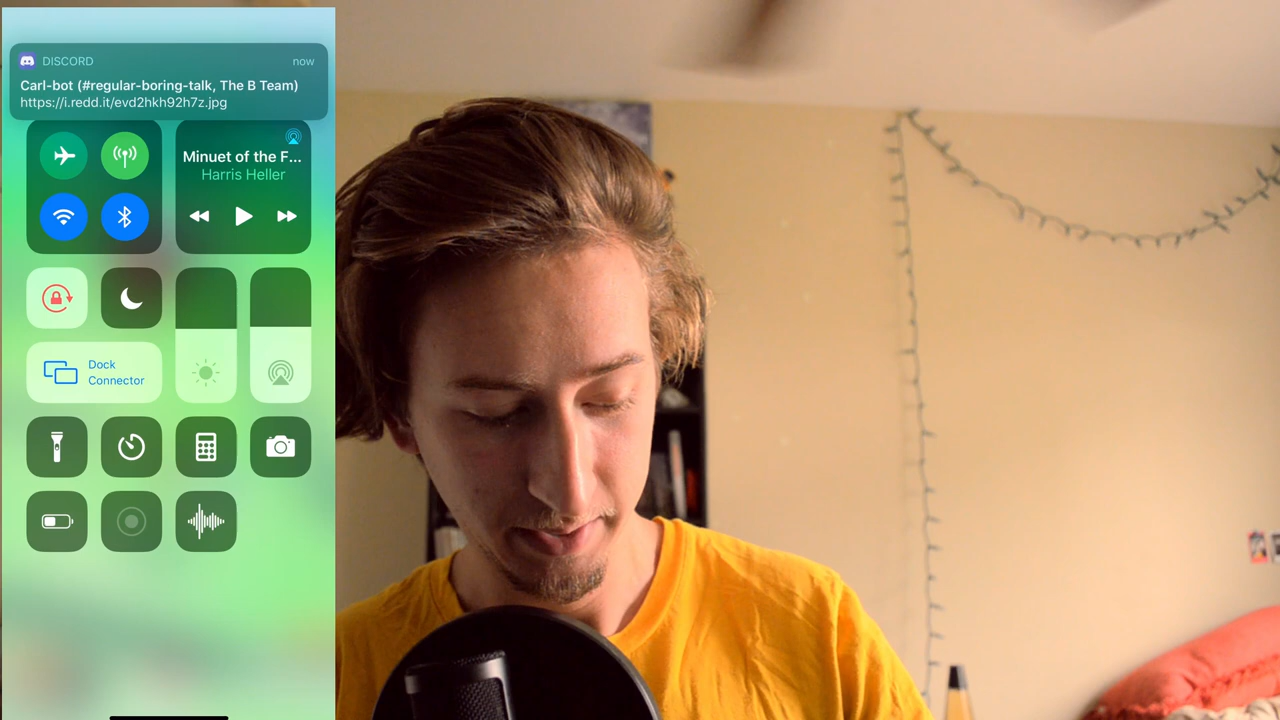 DISCORD
now
Carl-bot (#regular-boring-talk, The B Team)
https://i.redd.it/evd2hkh92h7z.jpg
Minuet of the F...
Harris Heller
Dock
Connector